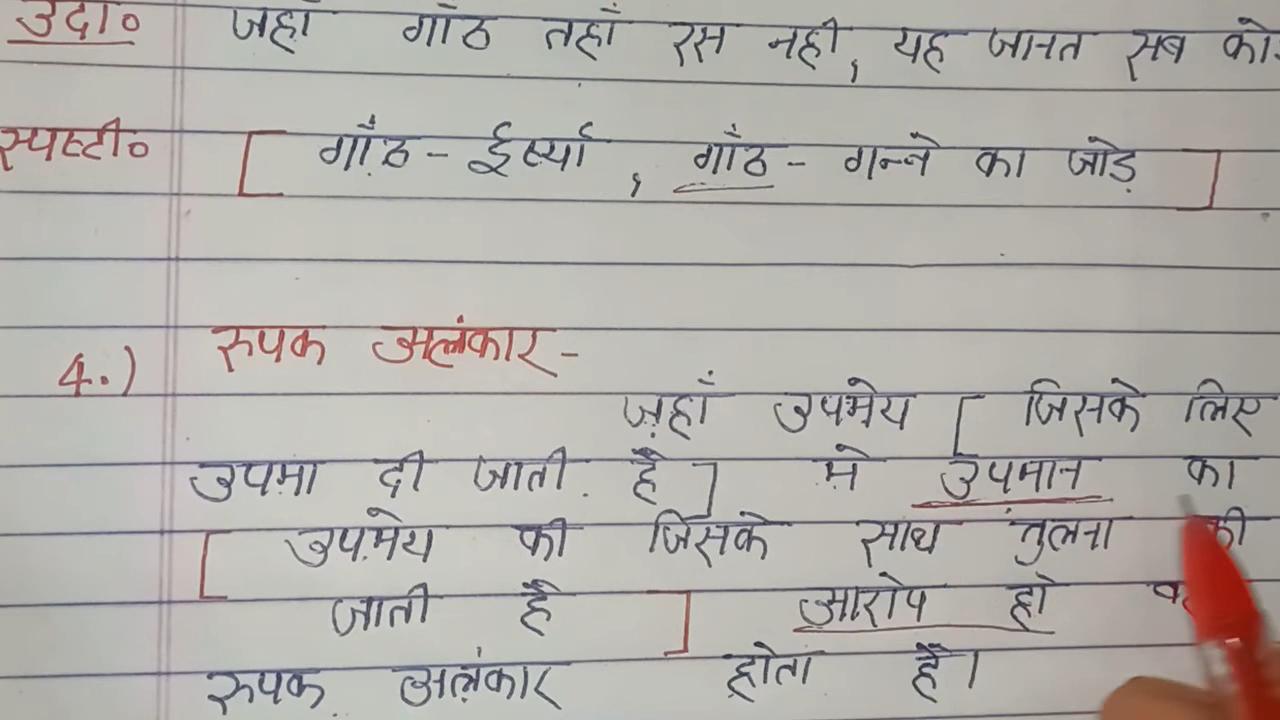 उदा० जहाँ गाँठ तहाँ रस नही, यह जानत सब को
स्पष्टी० [ गाँठ - ईर्ष्या, गाँठ - गन्ने का जोड़ ]
4.) रुपक अलंकार -
जहाँ उपमेय [ जिसके लिए
उपमा दी जाती है ] मे उपमान का
[ उपमेय की जिसके साथ तुलना की
जाती है ] आरोप हो
रुपक अलंकार होता है।